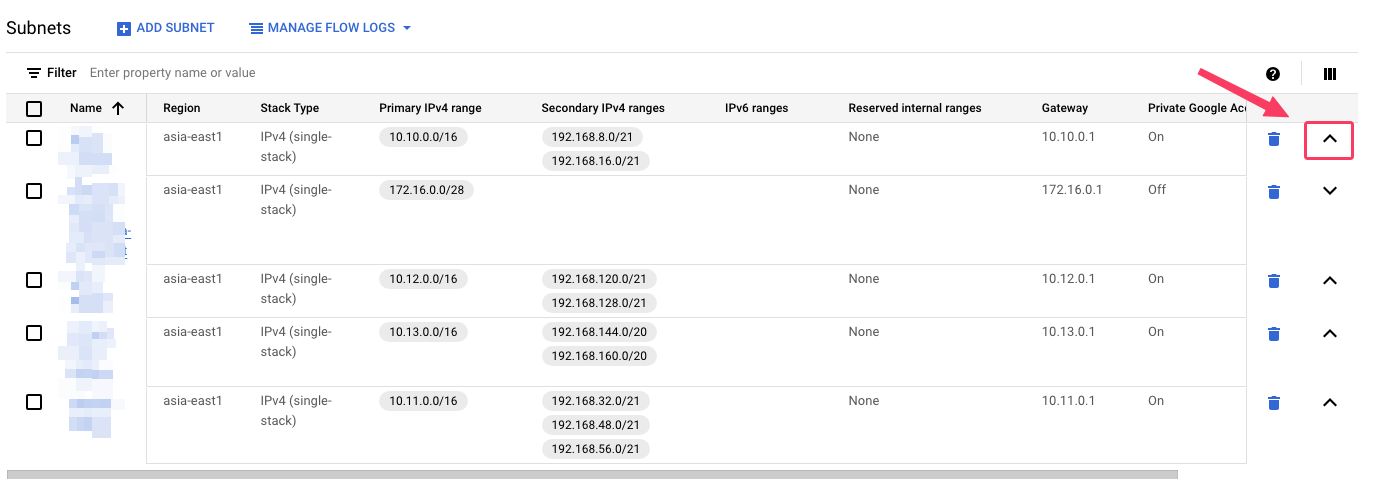 Subnets ADD SUBNET MANAGE FLOW LOGS
Filter Enter property name or value
Name Region Stack Type Primary IPv4 range Secondary IPv4 ranges IPv6 ranges Reserved internal ranges Gateway Private Google Acc
asia-east1 IPv4 (single- 10.10.0.0/16 192.168.8.0/21 None 10.10.0.1 On
stack) 192.168.16.0/21
asia-east1 IPv4 (single- 172.16.0.0/28 None 172.16.0.1 Off
stack)
asia-east1 IPv4 (single- 10.12.0.0/16 192.168.120.0/21 None 10.12.0.1 On
stack) 192.168.128.0/21
asia-east1 IPv4 (single- 10.13.0.0/16 192.168.144.0/20 None 10.13.0.1 On
stack) 192.168.160.0/20
asia-east1 IPv4 (single- 10.11.0.0/16 192.168.32.0/21 None 10.11.0.1 On
stack) 192.168.48.0/21
192.168.56.0/21